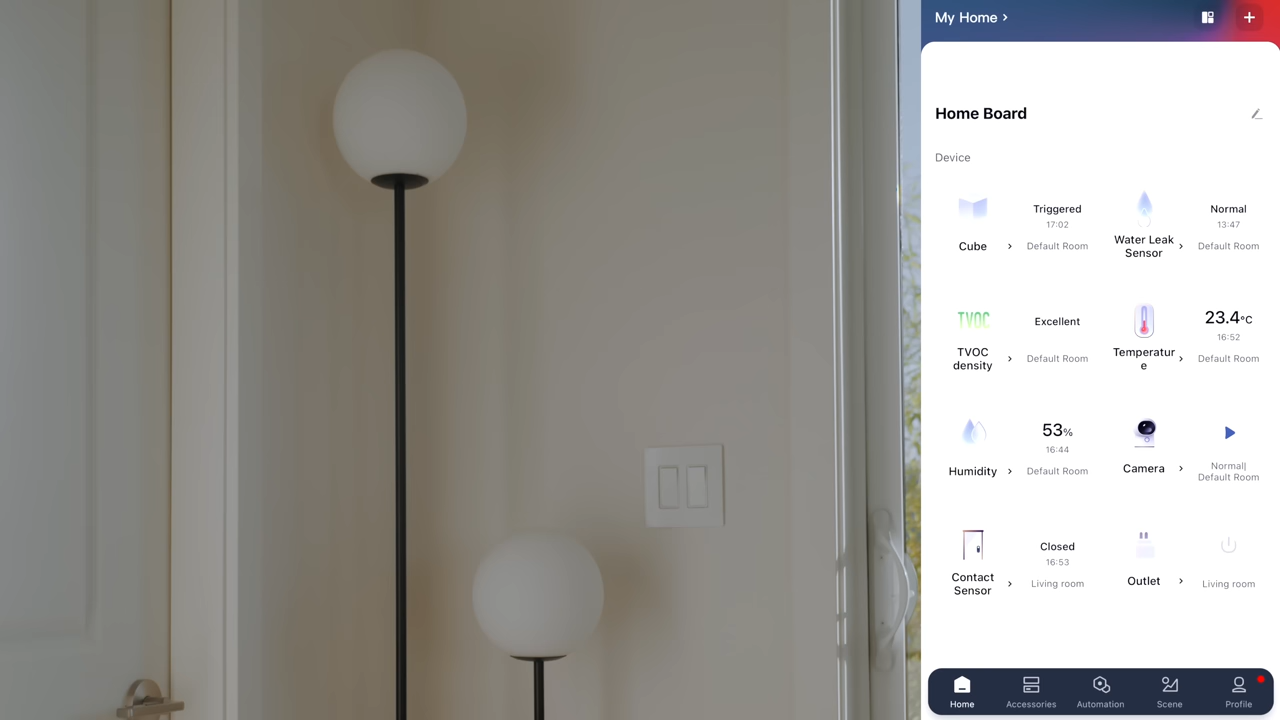 My Home >
Home Board
Device
Cube >
Triggered
17:02
Default Room
Water Leak
Sensor >
Normal
13:47
Default Room
TVOC
TVOC
density >
Excellent
Default Room
Temperatur
e >
23.4°C
16:52
Default Room
Humidity >
53%
16:44
Default Room
Camera >
Normal|
Default Room
Contact
Sensor >
Closed
16:53
Living room
Outlet >
Living room
Home
Accessories
Automation
Scene
Profile